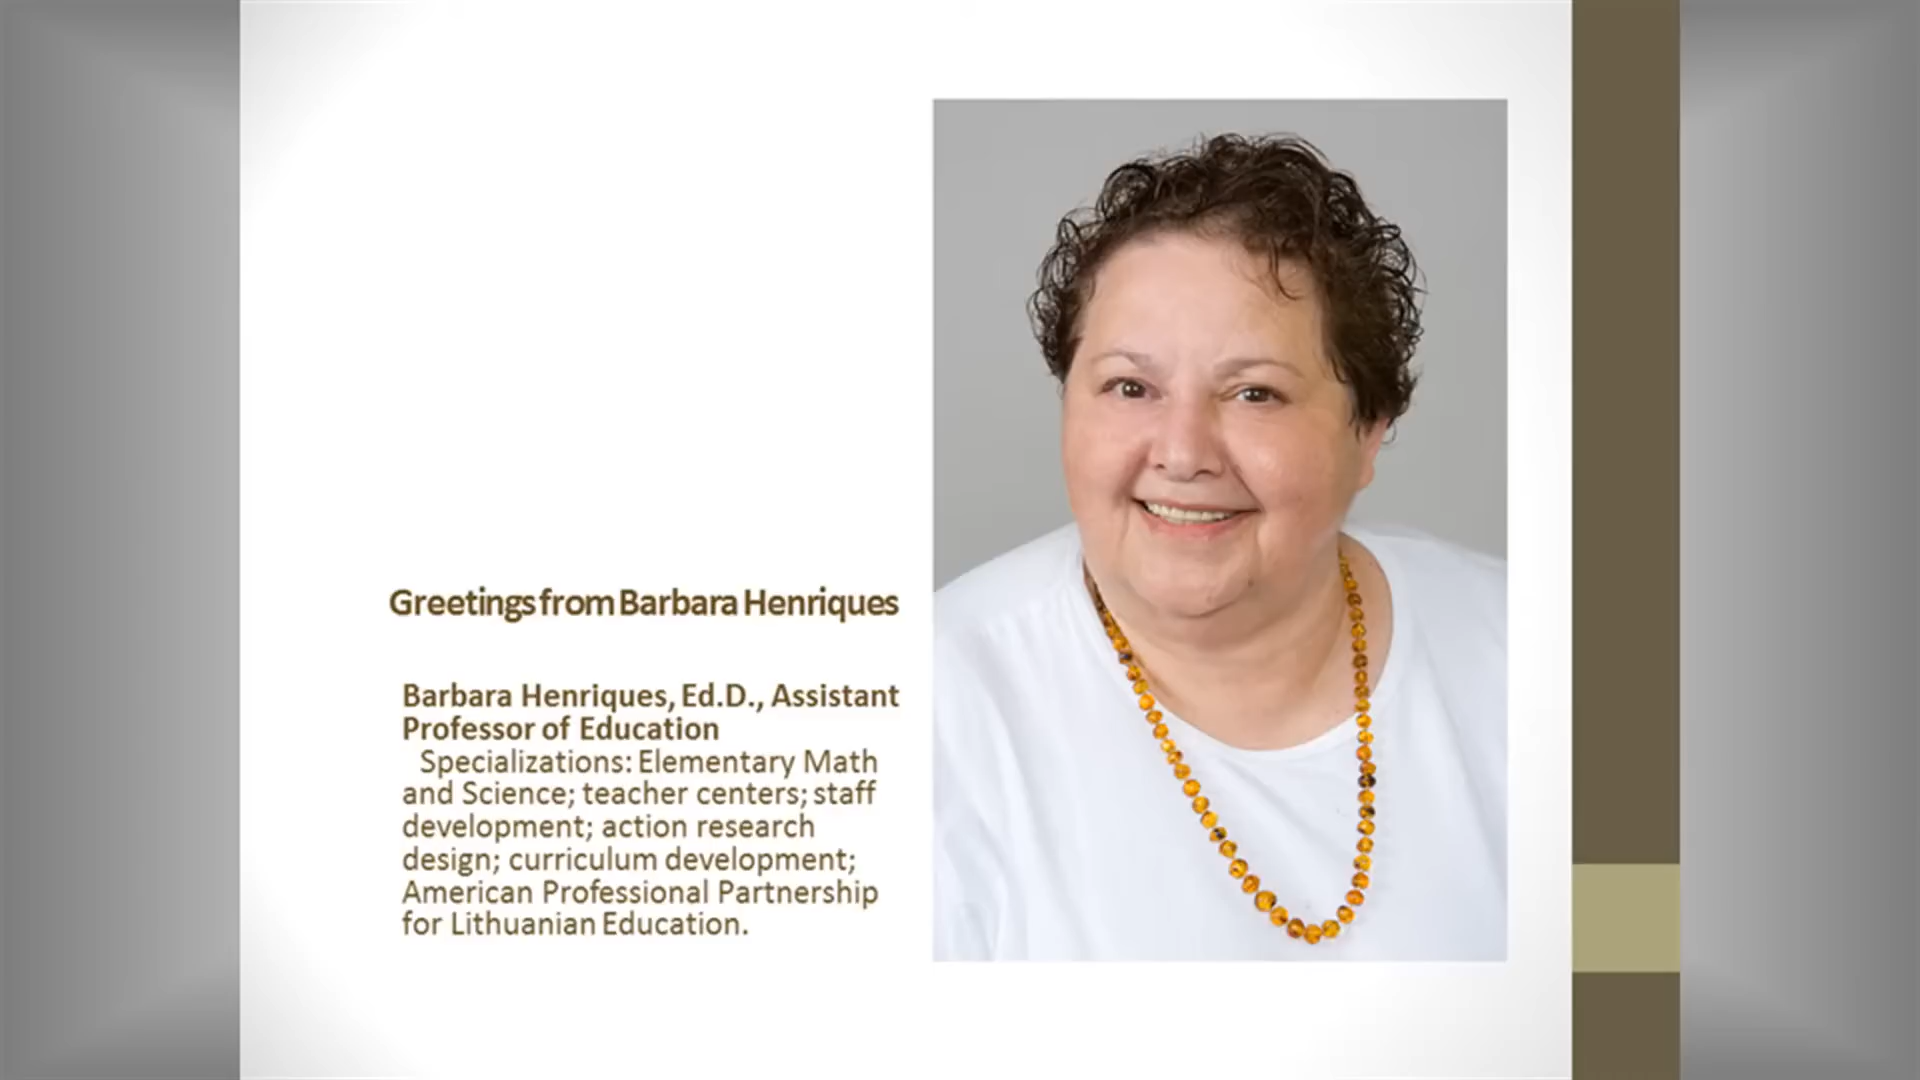 Greetings from Barbara Henriques
Barbara Henriques, Ed.D., Assistant
Professor of Education
Specializations: Elementary Math
and Science; teacher centers; staff
development; action research
design; curriculum development;
American Professional Partnership
for Lithuanian Education.